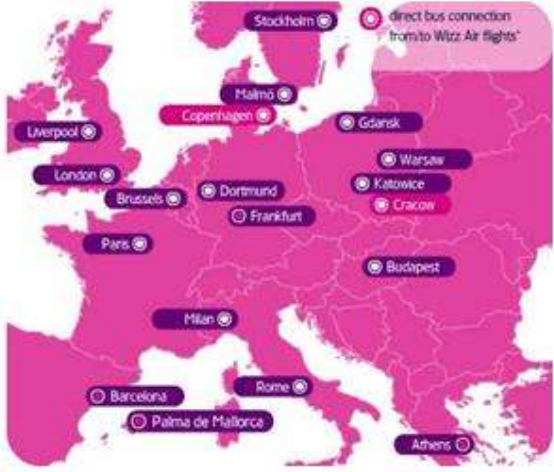 Stockholm
direct bus connection
from/to Wizz Air flights*
Malmö
Copenhagen
Gdansk
Liverpool
Warsaw
London
Katowice
Dortmund
Brussels
Cracow
Frankfurt
Paris
Budapest
Milan
Rome
Barcelona
Palma de Mallorca
Athens